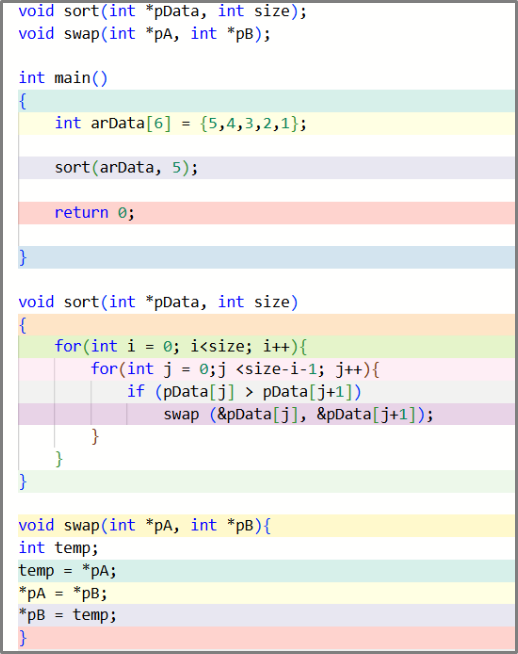 void sort(int *pData, int size);
void swap(int *pA, int *pB);
int main()
{
int arData[6] = {5,4,3,2,1};
sort(arData, 5);
return 0;
}
void sort(int *pData, int size)
{
for(int i = 0; i<size; i++){
for(int j = 0;j <size-i-1; j++){
if (pData[j] > pData[j+1])
swap (&pData[j], &pData[j+1]);
}
}
}
void swap(int *pA, int *pB){
int temp;
temp = *pA;
*pA = *pB;
*pB = temp;
}